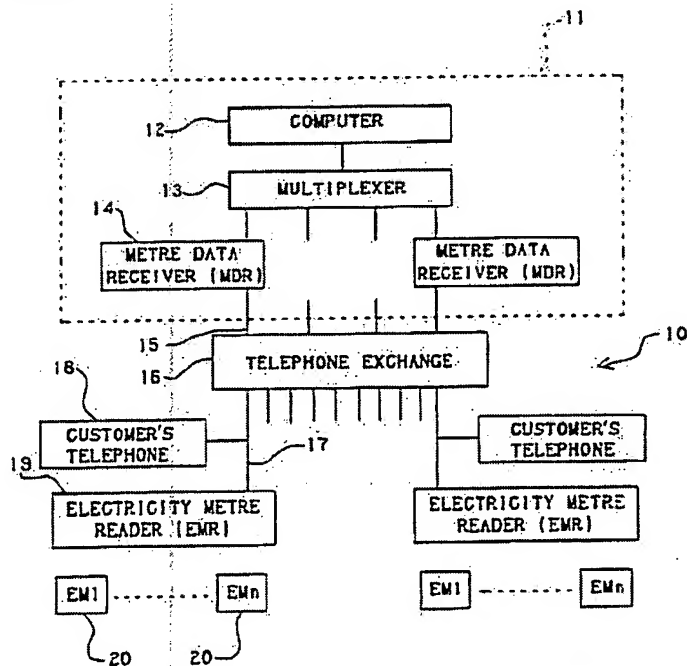 11
COMPUTER
12
13
MULTIPLEXER
14
METRE DATA
RECEIVER (MDR)
METRE DATA
RECEIVER (MDR)
15
16
TELEPHONE EXCHANGE
10
18
CUSTOMER'S
TELEPHONE
17
CUSTOMER'S
TELEPHONE
19
ELECTRICITY METRE
READER (EMR)
ELECTRICITY METRE
READER (EMR)
EM1
EMn
EM1
EMn
20
20